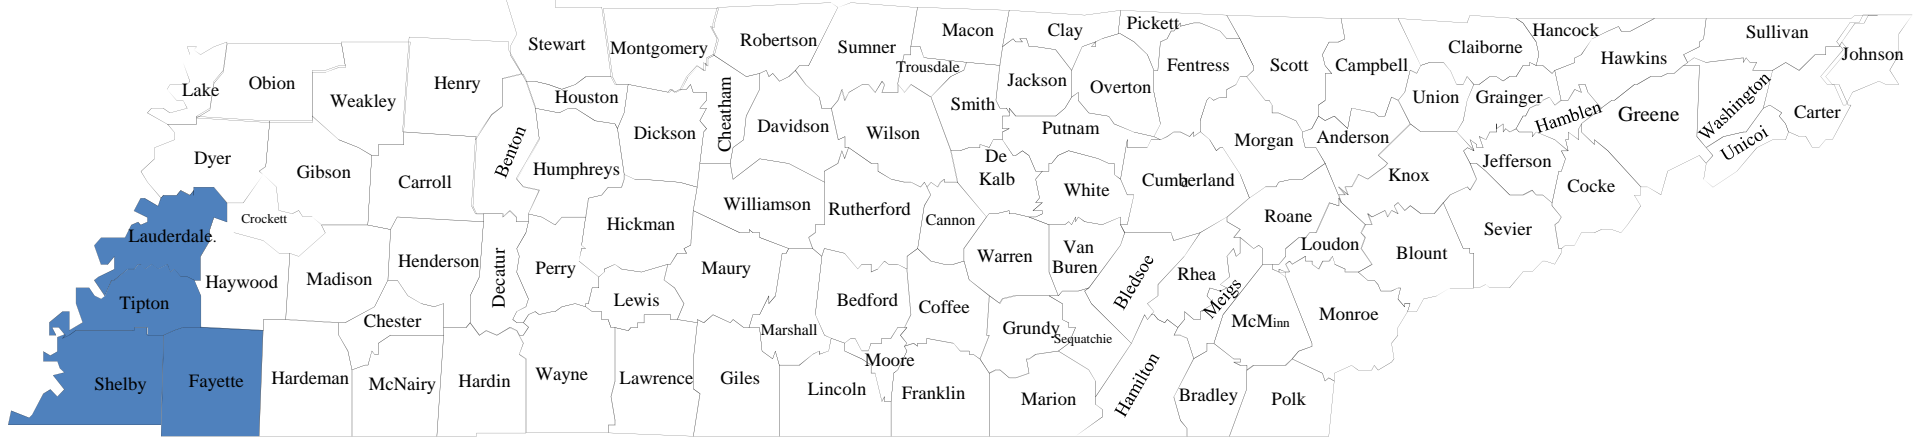 Stewart
Montgomery
Robertson
Sumner
Macon
Trousdale
Clay
Pickett
Fentress
Scott
Campbell
Claiborne
Hancock
Hawkins
Sullivan
Johnson
Lake
Obion
Weakley
Henry
Houston
Dickson
Cheatham
Davidson
Wilson
Smith
Jackson
Overton
Putnam
Morgan
Anderson
Union
Grainger
Hamblen
Greene
Washington
Unicoi
Carter
Dyer
Gibson
Carroll
Benton
Humphreys
Williamson
Rutherford
Cannon
De
Kalb
White
Cumberland
Knox
Jefferson
Cocke
Crockett
Lauderdale.
Haywood
Madison
Henderson
Decatur
Perry
Hickman
Lewis
Maury
Bedford
Coffee
Warren
Van
Buren
Bledsoe
Rhea
Meigs
Roane
Loudon
Blount
Sevier
Tipton
Chester
Marshall
Moore
Grundy
Sequatchie
McMinn
Monroe
Shelby
Fayette
Hardeman
McNairy
Hardin
Wayne
Lawrence
Giles
Lincoln
Franklin
Marion
Hamilton
Bradley
Polk